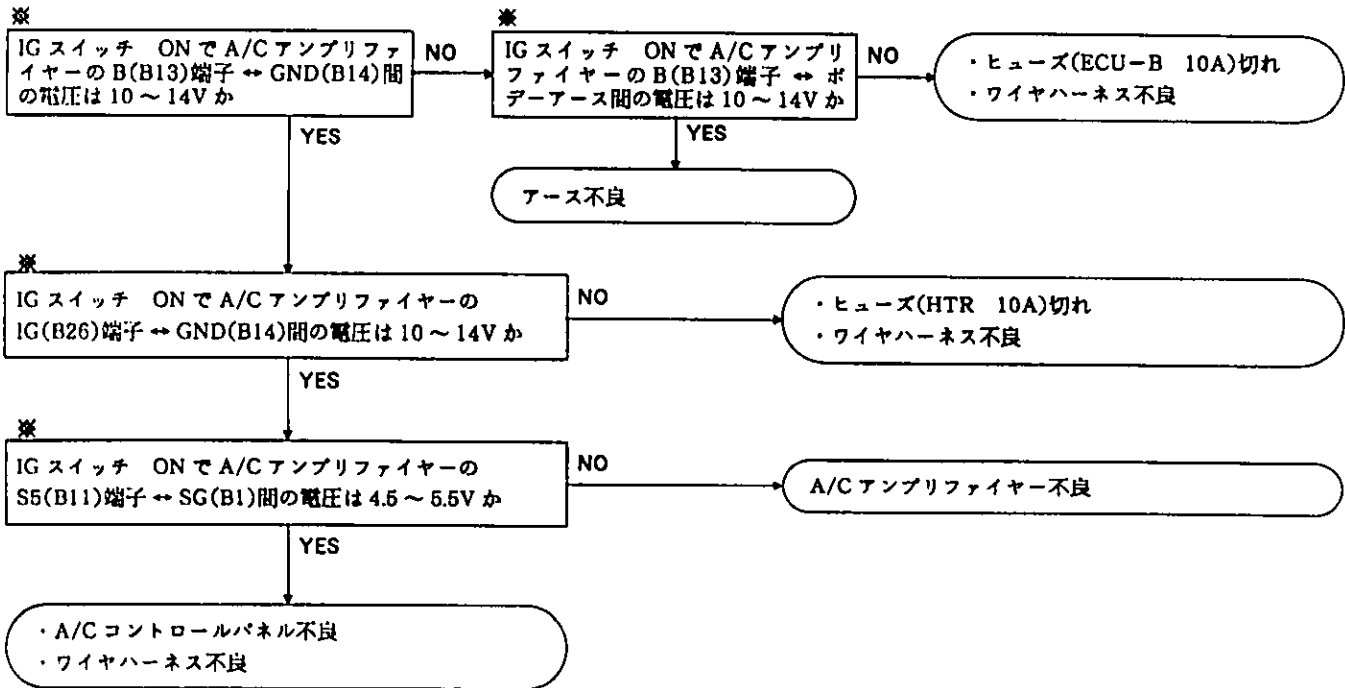 ※
IG スイッチ ON で A/C アンプリファ
イヤーの B(B13)端子 ↔ GND(B14)間
の電圧は 10 ～ 14V か
NO
※
IG スイッチ ON で A/C アンプリ
ファイヤーの B(B13)端子 ↔ ボ
デーアース間の電圧は 10 ～ 14V か
NO
・ヒューズ(ECU-B 10A)切れ
・ワイヤハーネス不良
YES
YES
アース不良
※
IG スイッチ ON で A/C アンプリファイヤーの
IG(B26)端子 ↔ GND(B14)間の電圧は 10 ～ 14V か
NO
・ヒューズ(HTR 10A)切れ
・ワイヤハーネス不良
YES
※
IG スイッチ ON で A/C アンプリファイヤーの
S5(B11)端子 ↔ SG(B1)間の電圧は 4.5 ～ 5.5V か
NO
A/C アンプリファイヤー不良
YES
・A/C コントロールパネル不良
・ワイヤハーネス不良